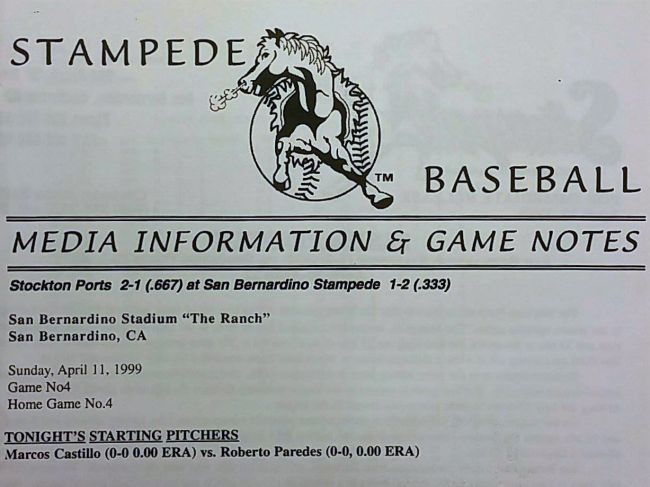 STAMPEDE
TM
BASEBALL
MEDIA INFORMATION & GAME NOTES
Stockton Ports 2-1 (.667) at San Bernardino Stampede 1-2 (.333)
San Bernardino Stadium "The Ranch"
San Bernardino, CA
Sunday, April 11, 1999
Game No4
Home Game No.4
TONIGHT'S STARTING PITCHERS
Marcos Castillo (0-0 0.00 ERA) vs. Roberto Paredes (0-0, 0.00 ERA)